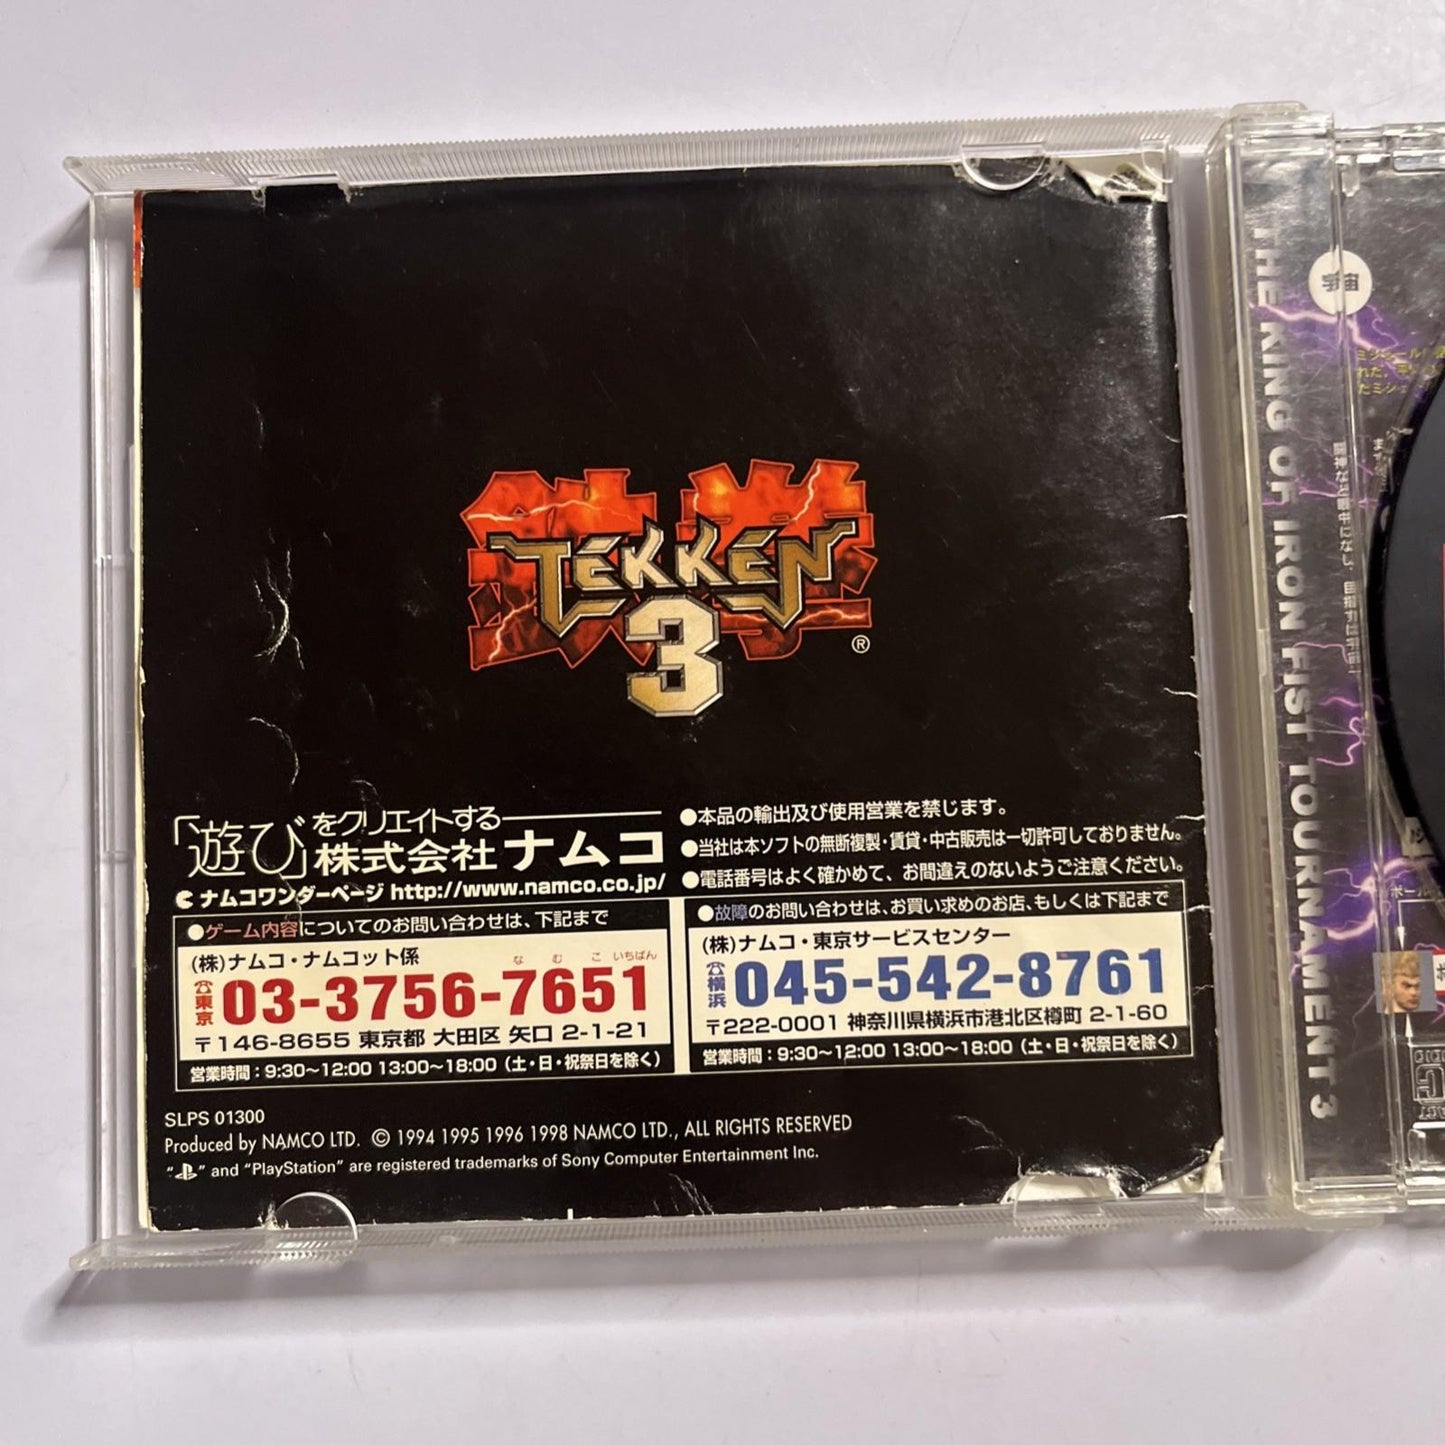 鉄拳
TEKKEN
3
®
「遊び」をクリエイトする
株式会社ナムコ
ナムコワンダーページ http://www.namco.co.jp/
●本品の輸出及び使用営業を禁じます。
●当社は本ソフトの無断複製・賃貸・中古販売は一切許可しておりません。
●電話番号はよく確かめて、お間違えのないようご注意ください。
●ゲーム内容についてのお問い合わせは、下記まで
(株)ナムコ・ナムコット係
なむこ いちばん
☎東京 03-3756-7651
〒146-8655 東京都 大田区 矢口 2-1-21
営業時間：9:30～12:00 13:00～18:00（土・日・祝祭日を除く）
●故障のお問い合わせは、お買い求めのお店、もしくは下記まで
(株)ナムコ・東京サービスセンター
☎横浜 045-542-8761
〒222-0001 神奈川県横浜市港北区樽町 2-1-60
営業時間：9:30～12:00 13:00～18:00（土・日・祝祭日を除く）
SLPS 01300
Produced by NAMCO LTD. © 1994 1995 1996 1998 NAMCO LTD., ALL RIGHTS RESERVED
" " and "PlayStation" are registered trademarks of Sony Computer Entertainment Inc.
THE KING OF IRON FIST TOURNAMENT 3
宇宙